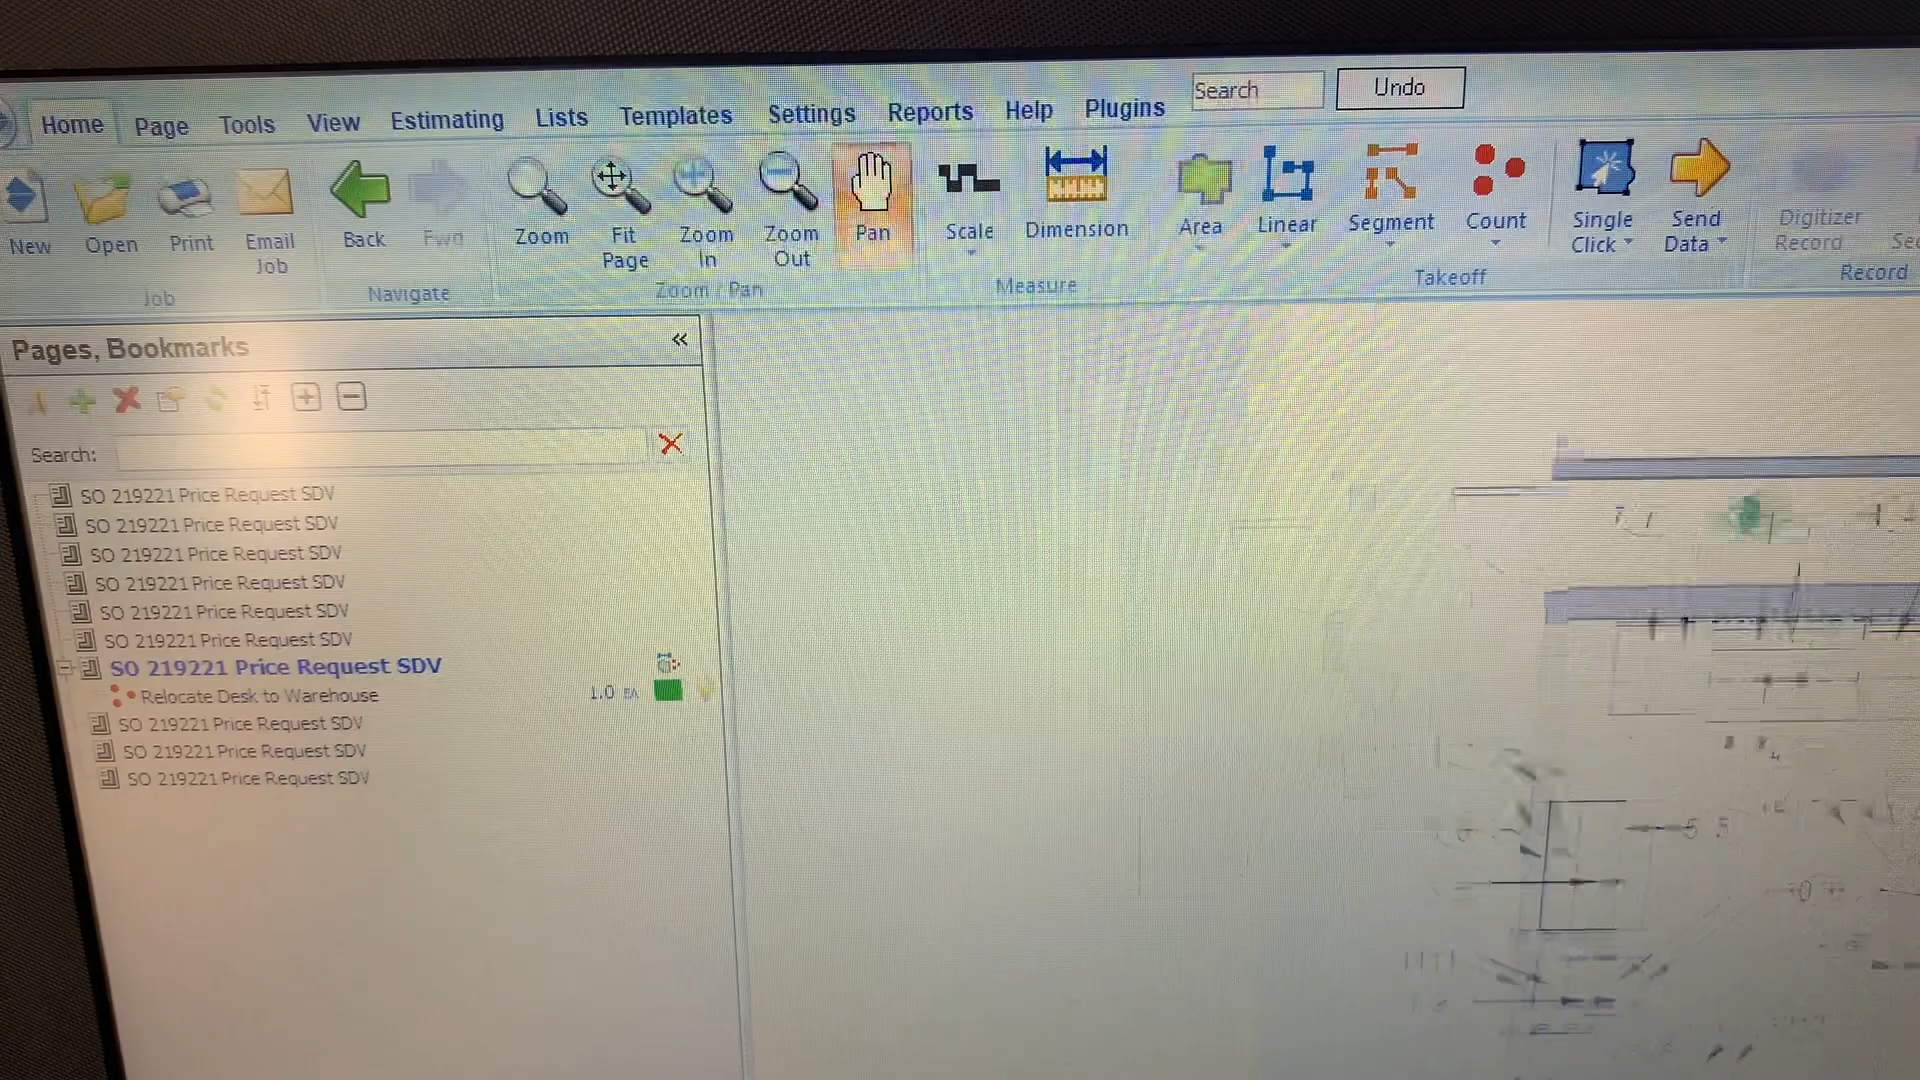 Home Page Tools View Estimating Lists Templates Settings Reports Help Plugins Search Undo
New Open Print Email Job Back Fwd Zoom Fit Page Zoom In Zoom Out Pan Scale Dimension Area Linear Segment Count Single Click Send Data Digitizer Record
Job Navigate Zoom / Pan Measure Takeoff Record
Pages, Bookmarks
Search:
SO 219221 Price Request SDV
SO 219221 Price Request SDV
SO 219221 Price Request SDV
SO 219221 Price Request SDV
SO 219221 Price Request SDV
SO 219221 Price Request SDV
SO 219221 Price Request SDV
Relocate Desk to Warehouse 1.0 EA
SO 219221 Price Request SDV
SO 219221 Price Request SDV
SO 219221 Price Request SDV